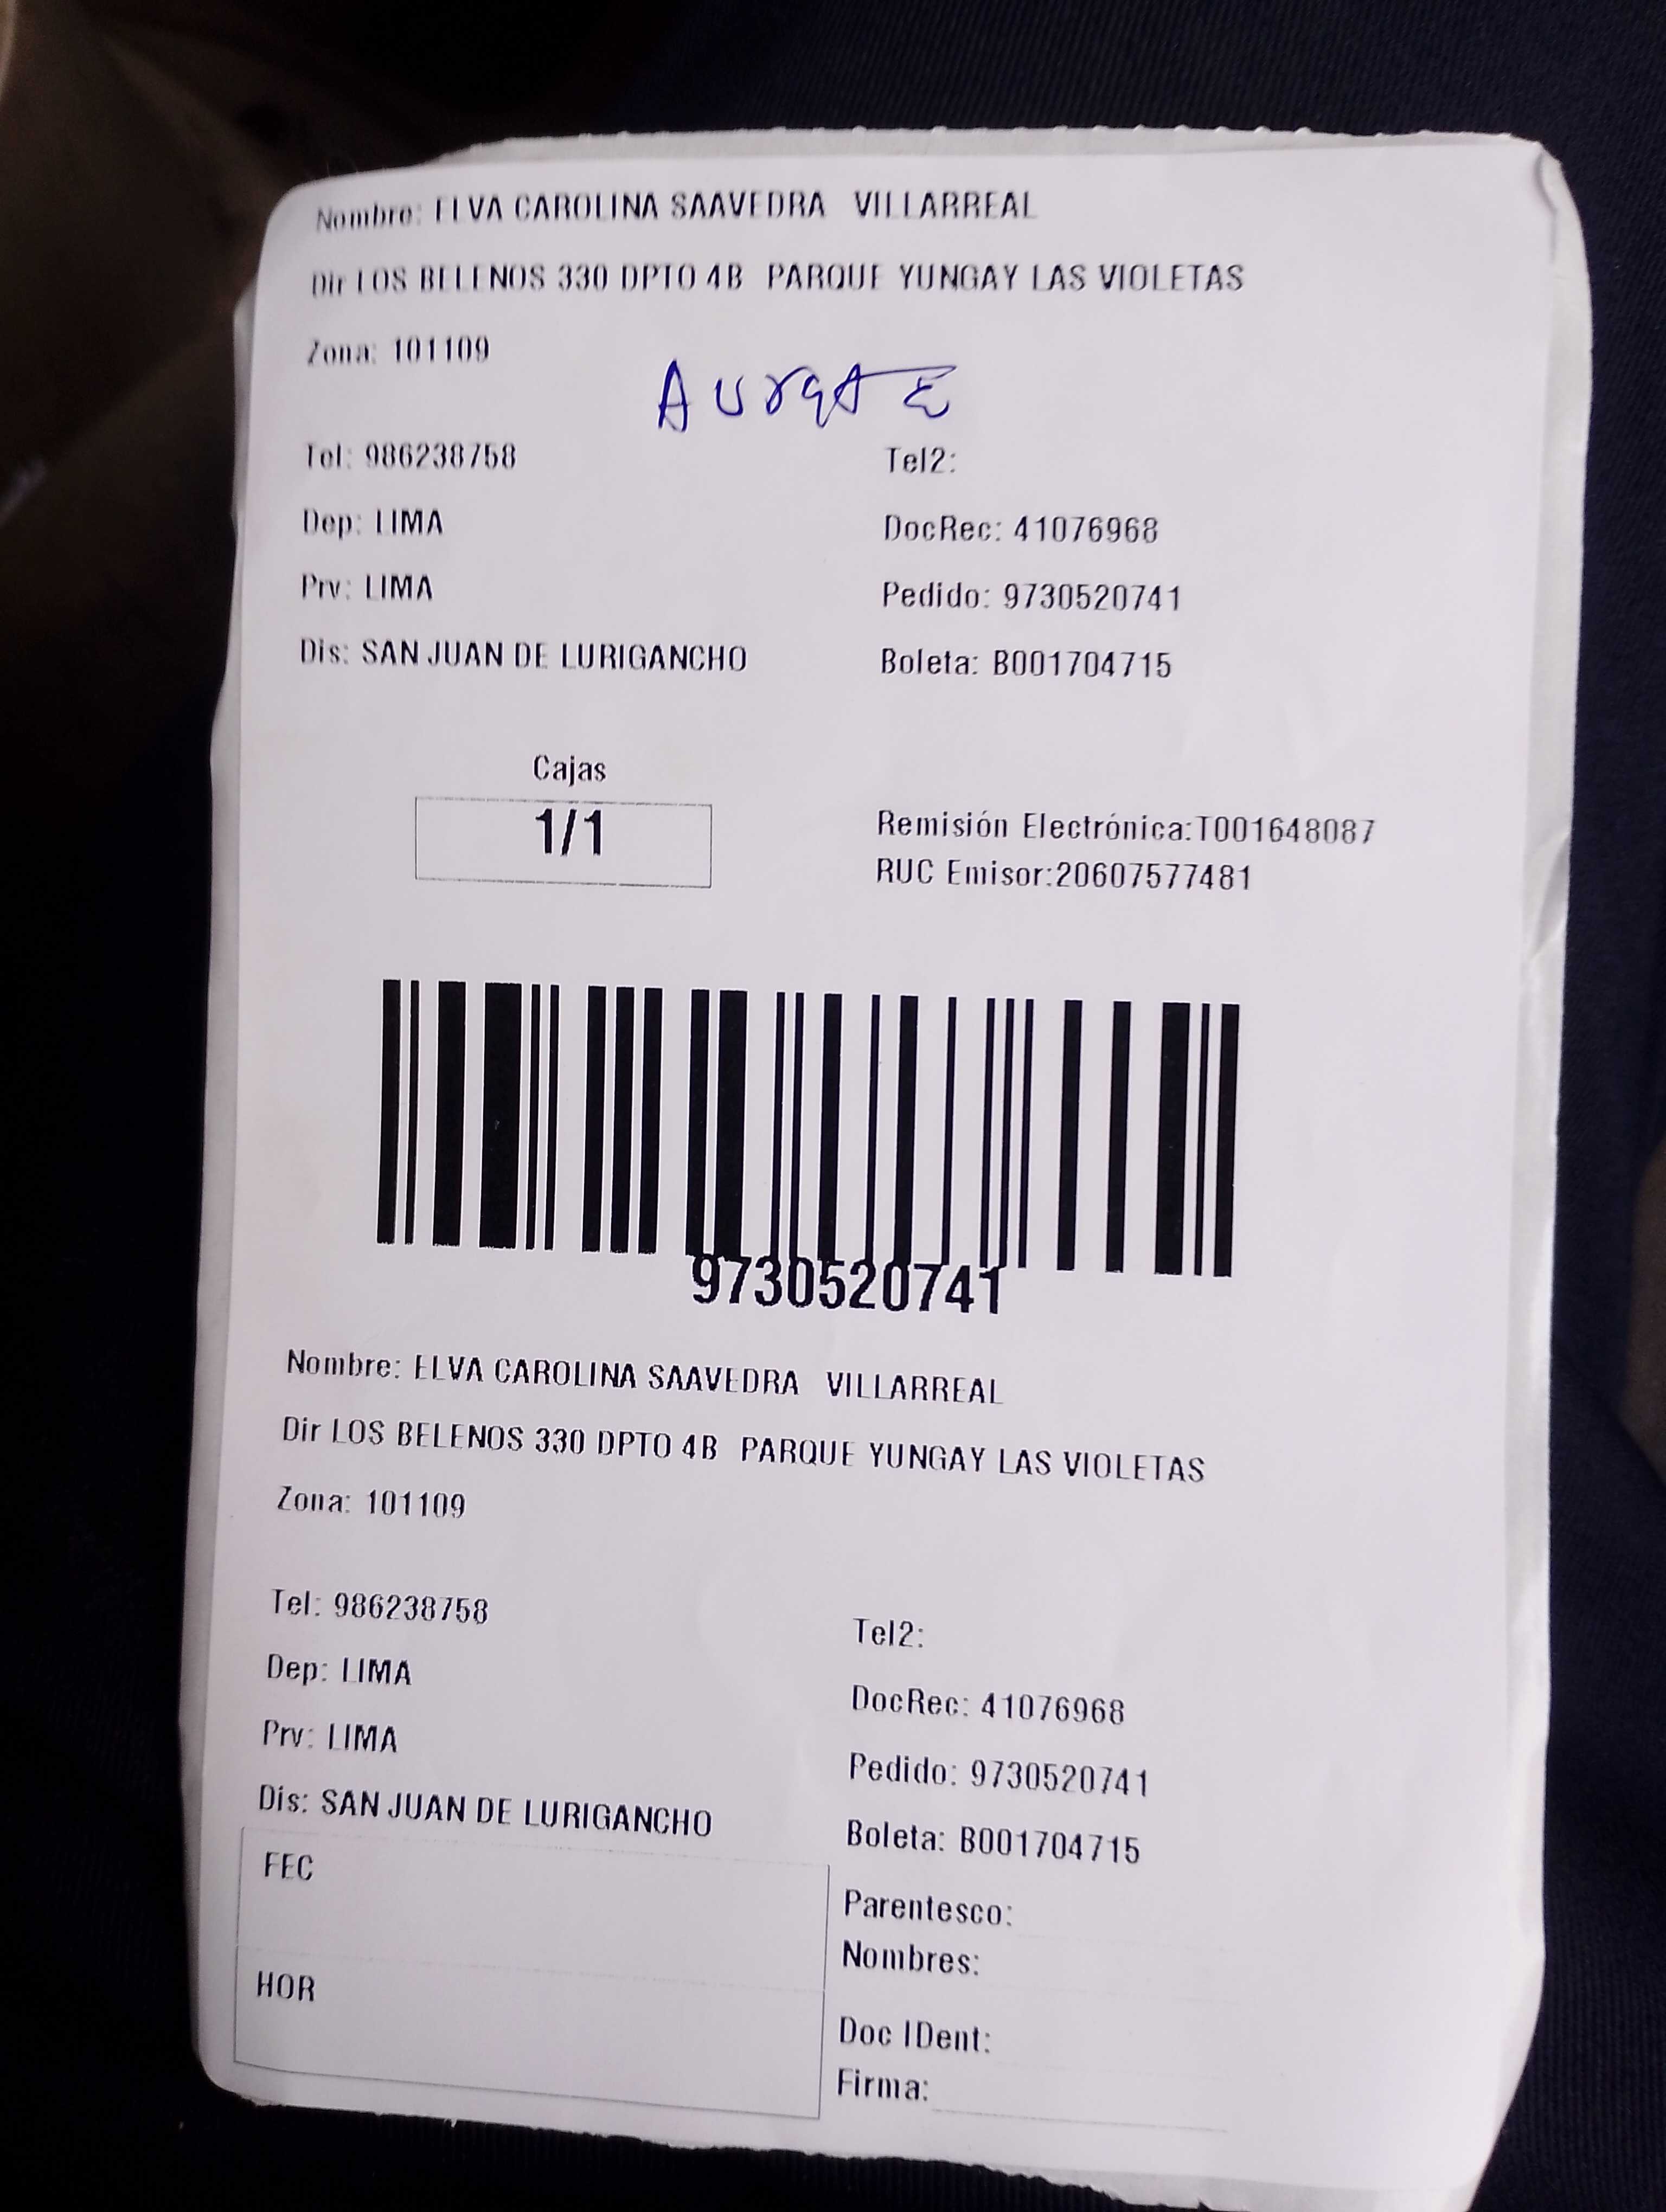 Nombre: ELVA CAROLINA SAAVEDRA VILLARREAL
Dir LOS BELENOS 330 DPTO 4B PARQUE YUNGAY LAS VIOLETAS
Zona: 101109
Tel: 986238758
Tel2:
Dep: LIMA
DocRec: 41076968
Prv: LIMA
Pedido: 9730520741
Dis: SAN JUAN DE LURIGANCHO
Boleta: B001704715
Cajas
1/1
Remisión Electrónica:T001648087
RUC Emisor:20607577481
9730520741
Nombre: ELVA CAROLINA SAAVEDRA VILLARREAL
Dir LOS BELENOS 330 DPTO 4B PARQUE YUNGAY LAS VIOLETAS
Zona: 101109
Tel: 986238758
Tel2:
Dep: LIMA
DocRec: 41076968
Prv: LIMA
Pedido: 9730520741
Dis: SAN JUAN DE LURIGANCHO
Boleta: B001704715
FEC
Parentesco:
Nombres:
HOR
Doc IDent:
Firma: